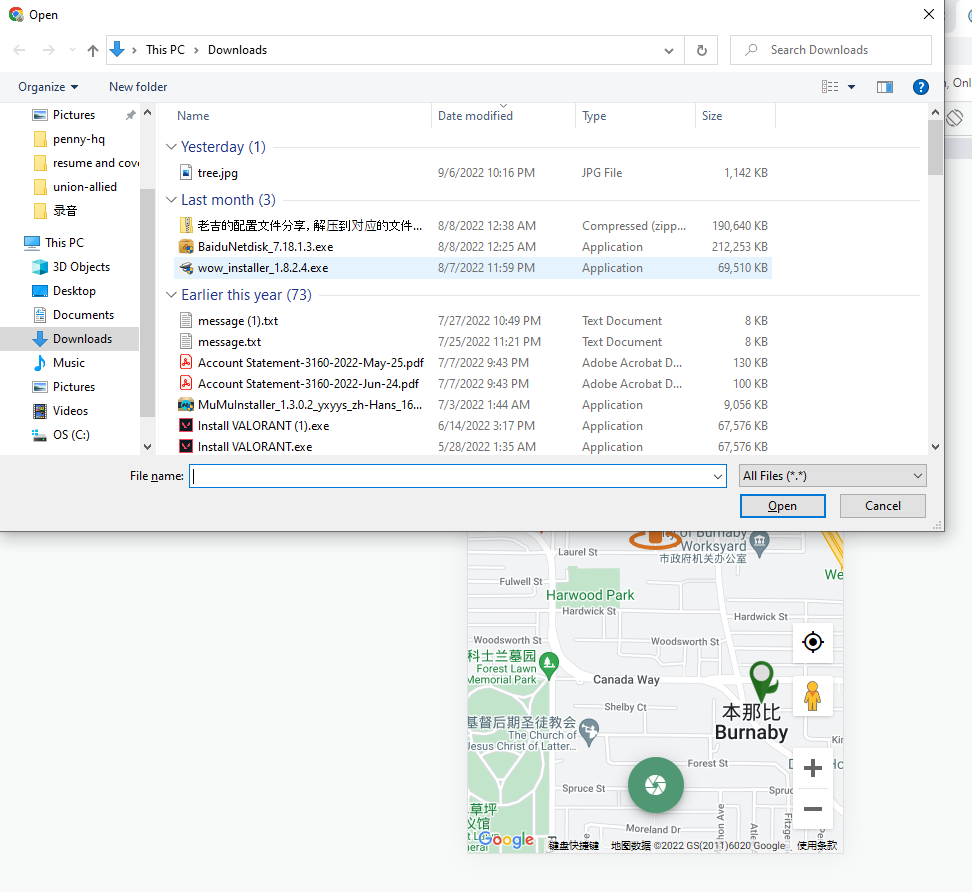 Open
This PC
Downloads
Search Downloads
Organize
New folder
, Onl
Name
Date modified
Type
Size
Pictures
penny-hq
resume and cove
union-allied
录音
This PC
3D Objects
Desktop
Documents
Downloads
Music
Pictures
Videos
OS (C:)
Yesterday (1)
tree.jpg 9/6/2022 10:16 PM JPG File 1,142 KB
Last month (3)
老吉的配置文件分享, 解压到对应的文件... 8/8/2022 12:38 AM Compressed (zipp... 190,640 KB
BaiduNetdisk_7.18.1.3.exe 8/8/2022 12:25 AM Application 212,253 KB
wow_installer_1.8.2.4.exe 8/7/2022 11:59 PM Application 69,510 KB
Earlier this year (73)
message (1).txt 7/27/2022 10:49 PM Text Document 8 KB
message.txt 7/25/2022 11:21 PM Text Document 8 KB
Account Statement-3160-2022-May-25.pdf 7/7/2022 9:43 PM Adobe Acrobat D... 130 KB
Account Statement-3160-2022-Jun-24.pdf 7/7/2022 9:43 PM Adobe Acrobat D... 100 KB
MuMuInstaller_1.3.0.2_yxyys_zh-Hans_16... 7/3/2022 1:44 AM Application 9,056 KB
Install VALORANT (1).exe 6/14/2022 3:17 PM Application 67,576 KB
Install VALORANT.exe 5/28/2022 1:35 AM Application 67,576 KB
File name:
All Files (*.*)
Open
Cancel
ity of Burnaby
Worksyard
市政府机关办公室
Laurel St
We
Fulwell St
Harwood Park
Hardwick St
Hardwick St
Woodsworth St
Woodsworth St
科士兰墓园
Forest Lawn
Memorial Park
Canada Way
Shelby Ct
本那比
Burnaby
基督后期圣徒教会
The Church of
Jesus Christ of Latter...
Kin
Forest St
Spruce St
Spruc
草坪
仪馆
Moreland Dr
Google
键盘快捷键
地图数据 ©2022 GS(2011)6020 Google
使用条款